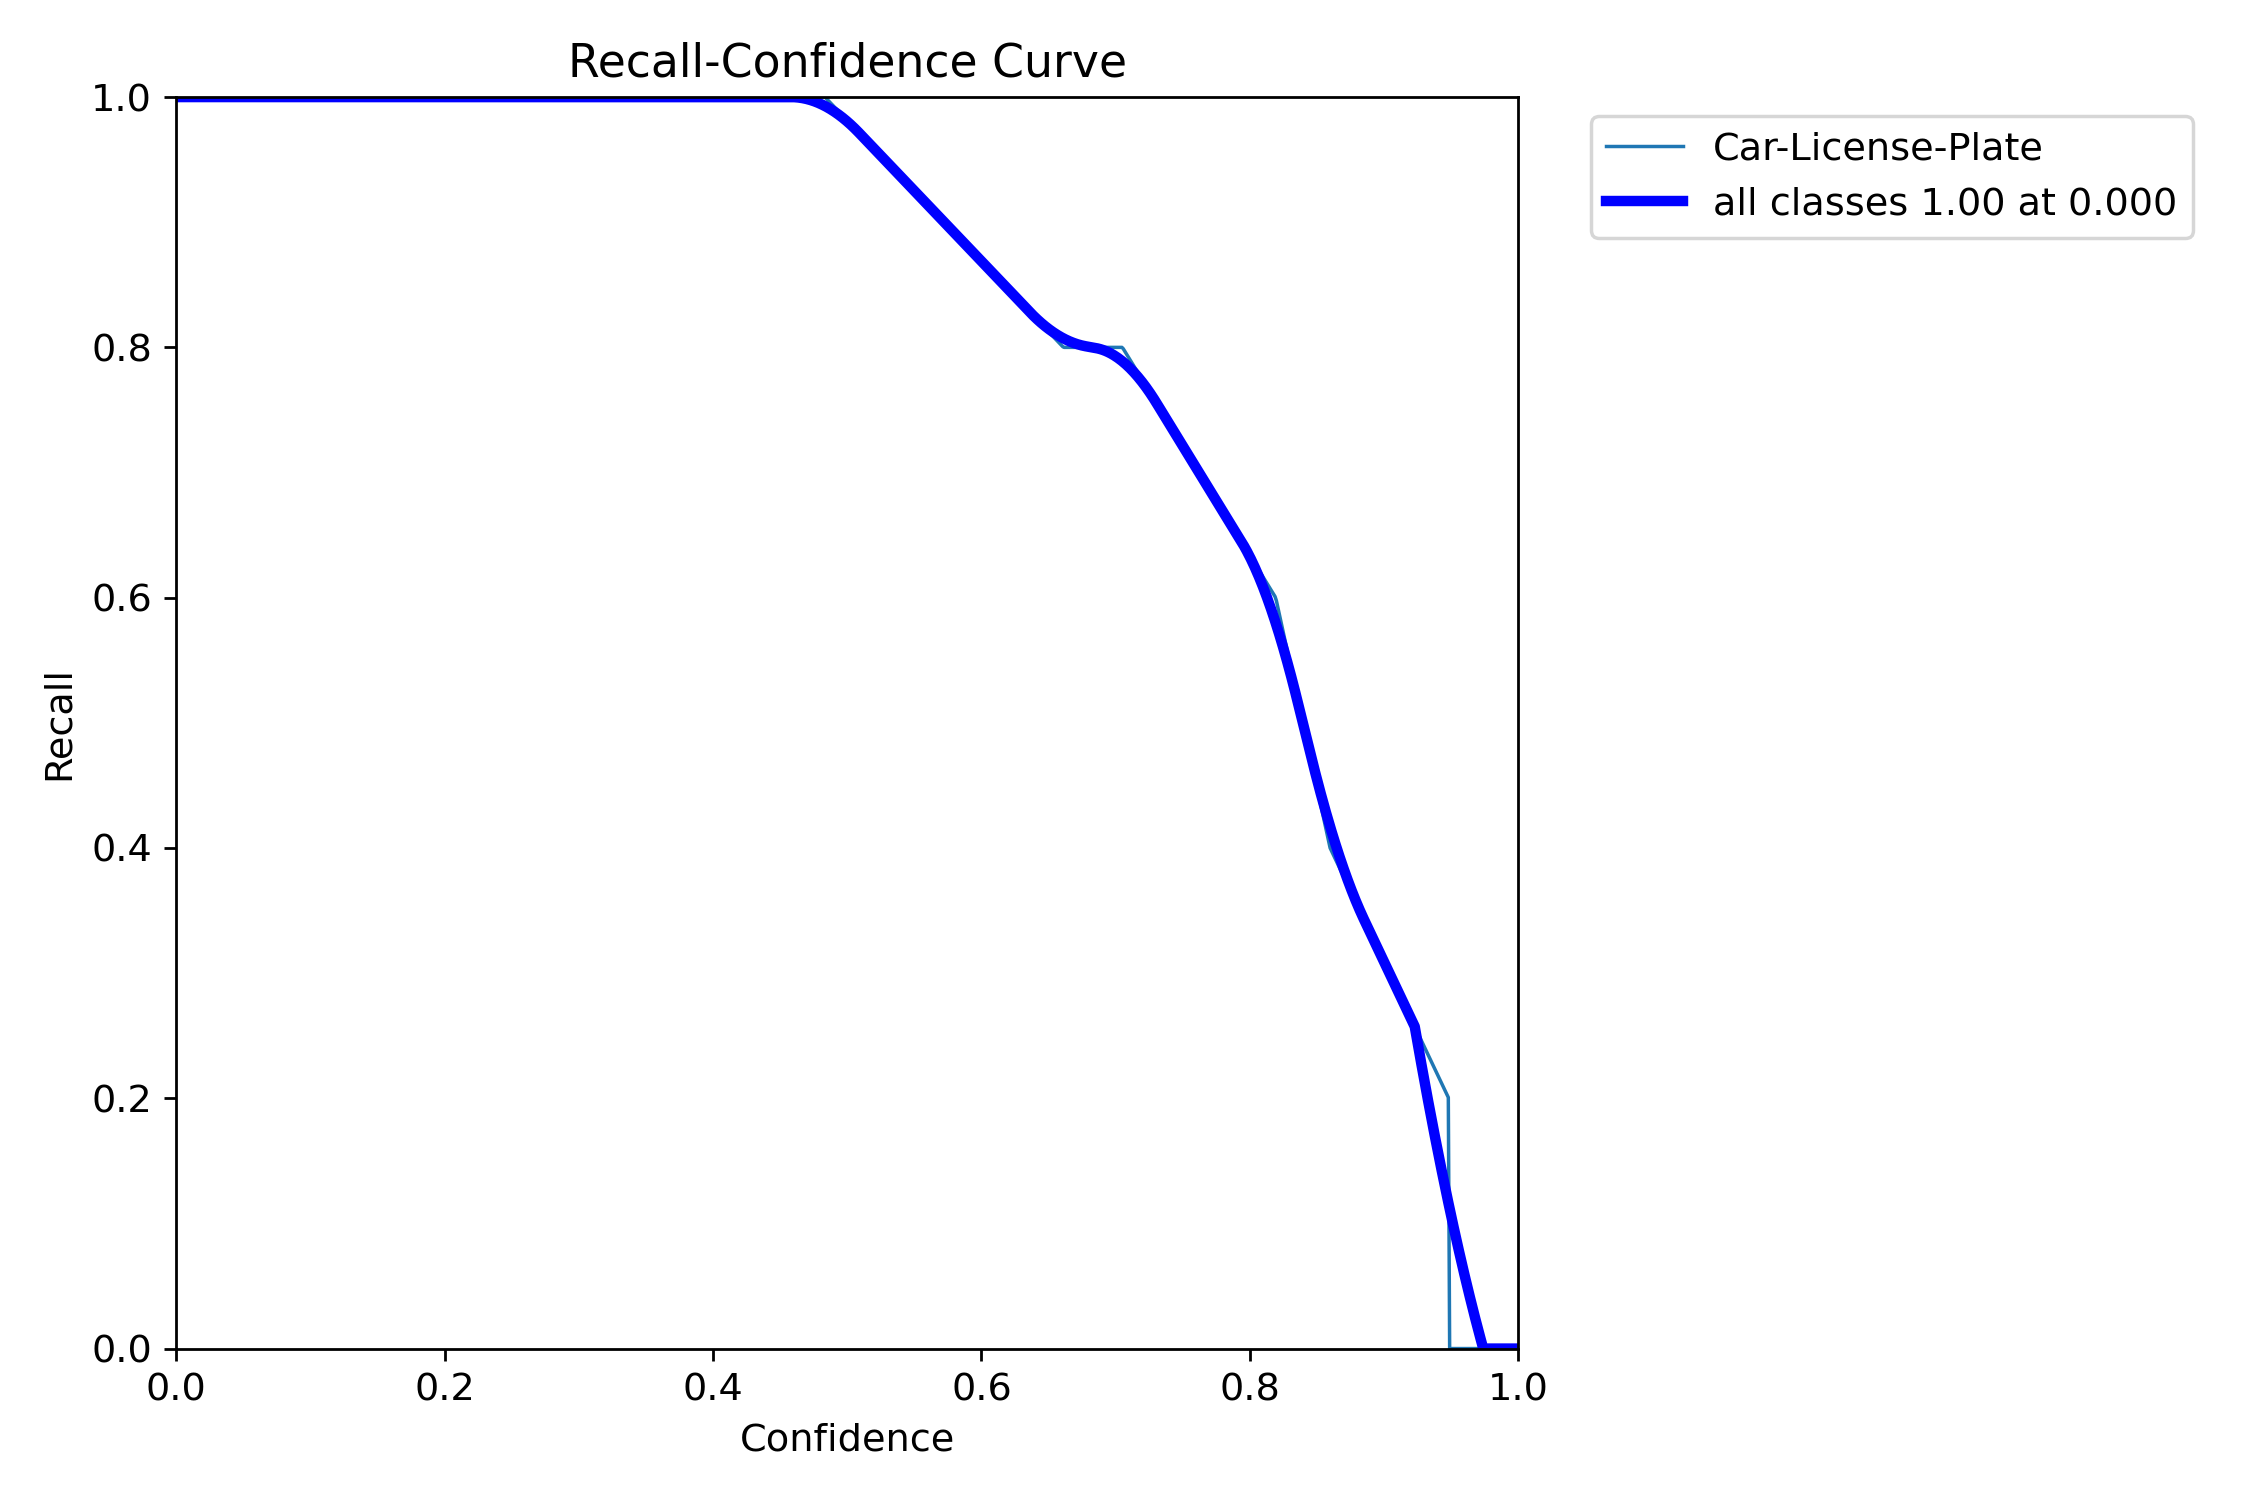 Recall-Confidence Curve
1.0
0.8
0.6
0.4
0.2
0.0
Recall
0.0 0.2 0.4 0.6 0.8 1.0
Confidence
Car-License-Plate
all classes 1.00 at 0.000